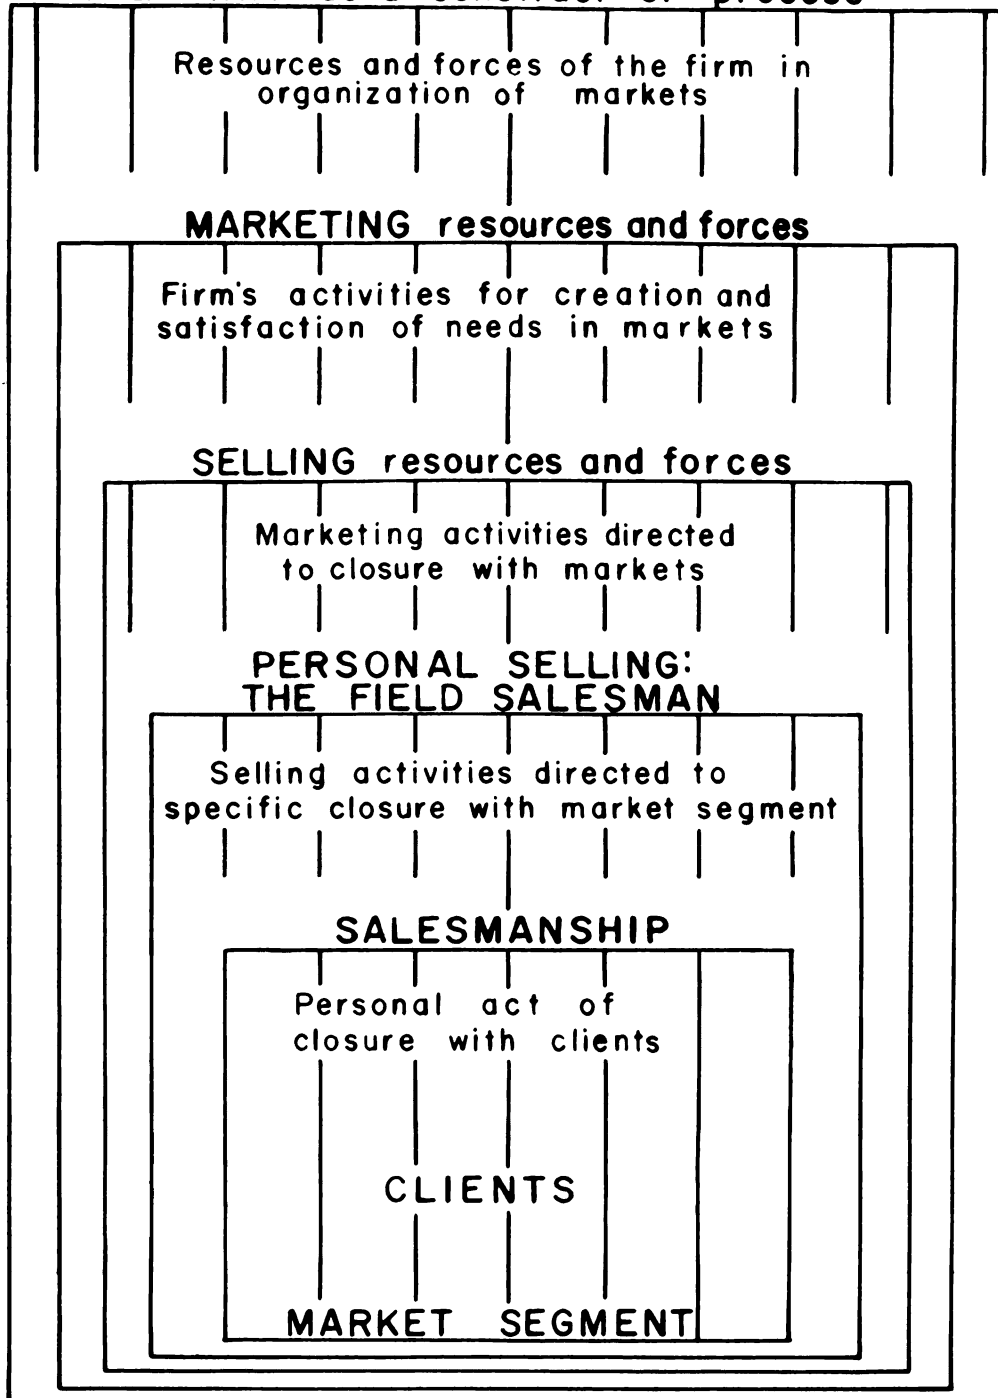 process
Resources and forces of the firm in
organization of markets
MARKETING resources and forces
Firm's activities for creation and
satisfaction of needs in markets
SELLING resources and forces
Marketing activities directed
to closure with markets
PERSONAL SELLING:
THE FIELD SALESMAN
Selling activities directed to
specific closure with market segment
SALESMANSHIP
Personal act of
closure with clients
CLIENTS
MARKET SEGMENT